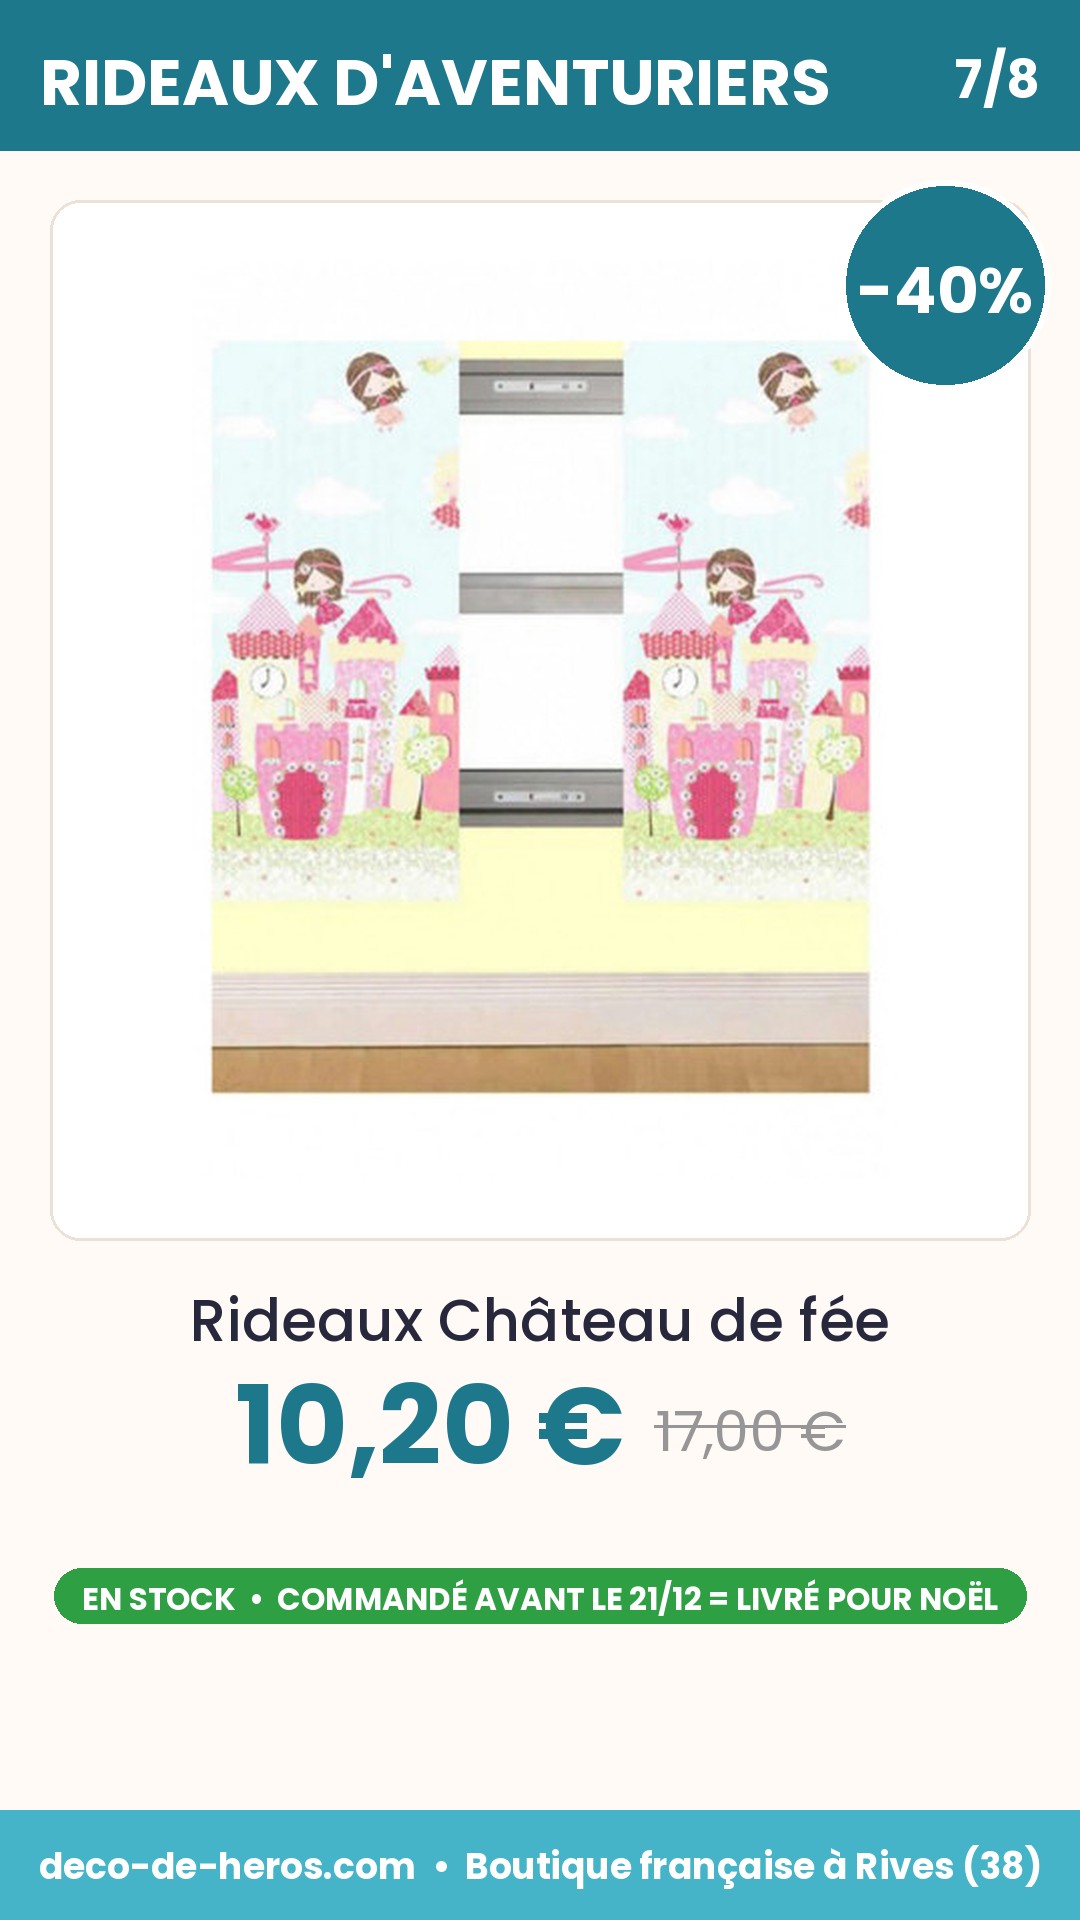 RIDEAUX D'AVENTURIERS 7/8
-40%
Rideaux Château de fée
10,20 € 17,00 €
EN STOCK • COMMANDÉ AVANT LE 21/12 = LIVRÉ POUR NOËL
deco-de-heros.com • Boutique française à Rives (38)